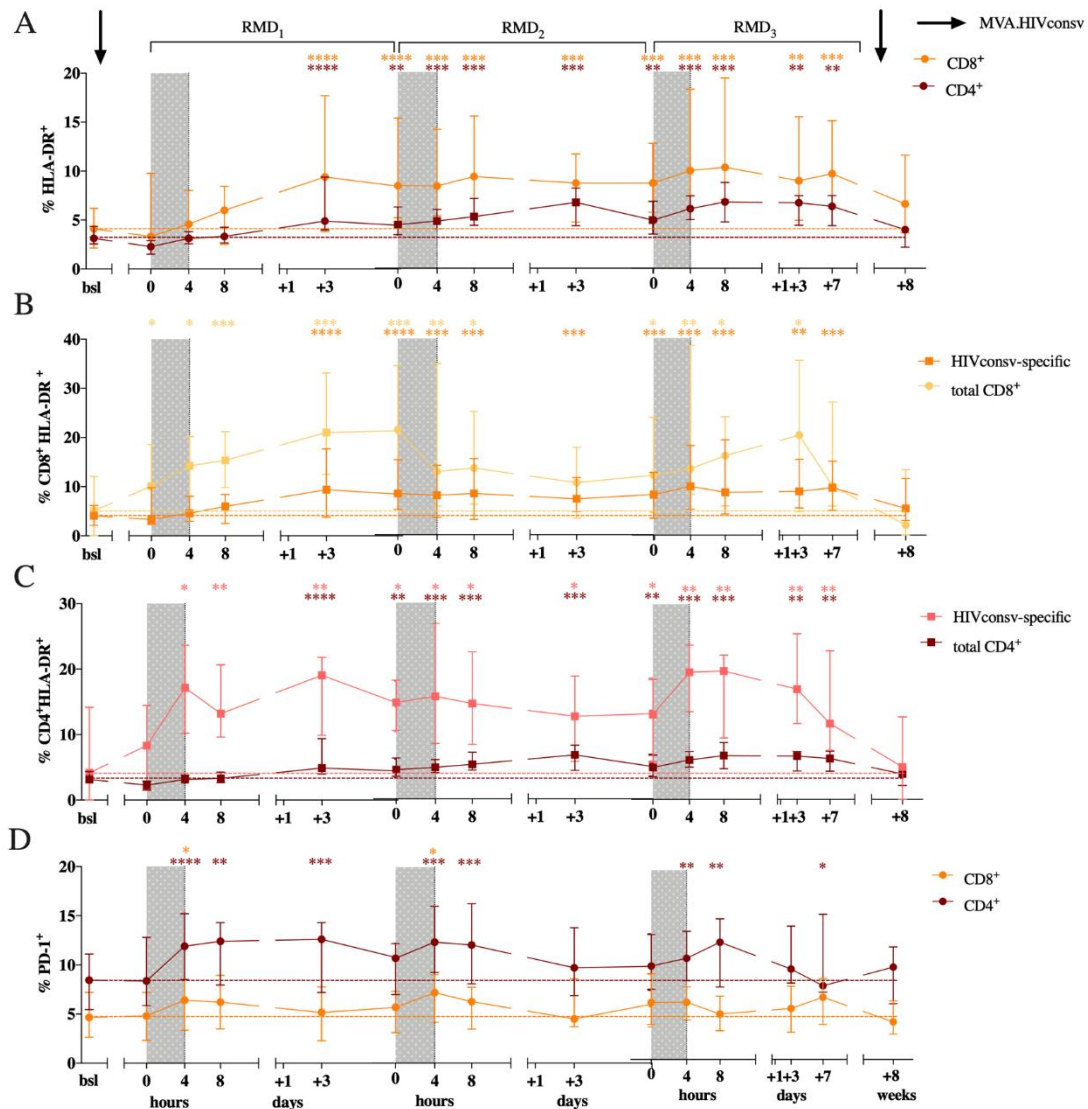 A
RMD1 RMD2 RMD3
MVA.HIVconsv
CD8+
CD4+
**** **** *** *** *** *** *** ** ***
**** ** *** *** *** ** *** *** ** **
20
15
10
5
0
% HLA-DR+
bsl 0 4 8 +1 +3 0 4 8 +1 +3 0 4 8 +1+3 +7 +8
B
* * *** *** *** ** * * ** * *
**** **** *** *** *** *** *** *** ** ***
HIVconsv-specific
total CD8+
40
30
20
10
0
% CD8+ HLA-DR +
bsl 0 4 8 +1 +3 0 4 8 +1 +3 0 4 8 +1+3 +7 +8
C
* ** ** * * * * * ** ** ** **
**** ** *** *** *** ** *** *** ** **
HIVconsv-specific
total CD4+
30
20
10
0
% CD4+HLA-DR+
bsl 0 4 8 +1 +3 0 4 8 +1 +3 0 4 8 +1+3 +7 +8
D
* *
**** ** *** *** *** ** ** *
CD8+
CD4+
20
15
10
5
0
% PD-1+
bsl 0 4 8 +1 +3 0 4 8 +1 +3 0 4 8 +1+3 +7 +8
hours days hours days hours days weeks